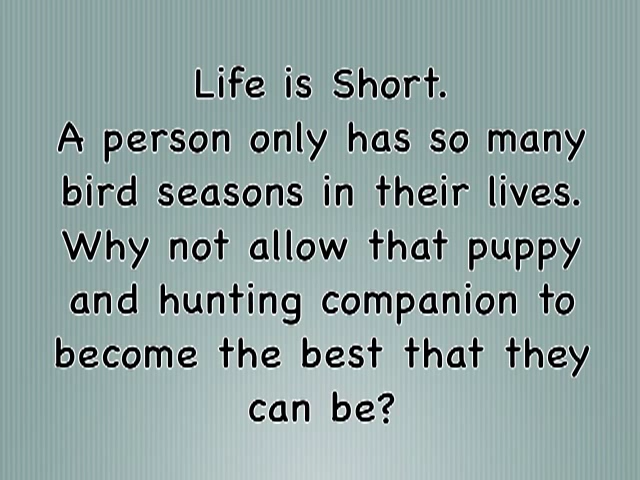 Life is Short.
A person only has so many
bird seasons in their lives.
Why not allow that puppy
and hunting companion to
become the best that they
can be?